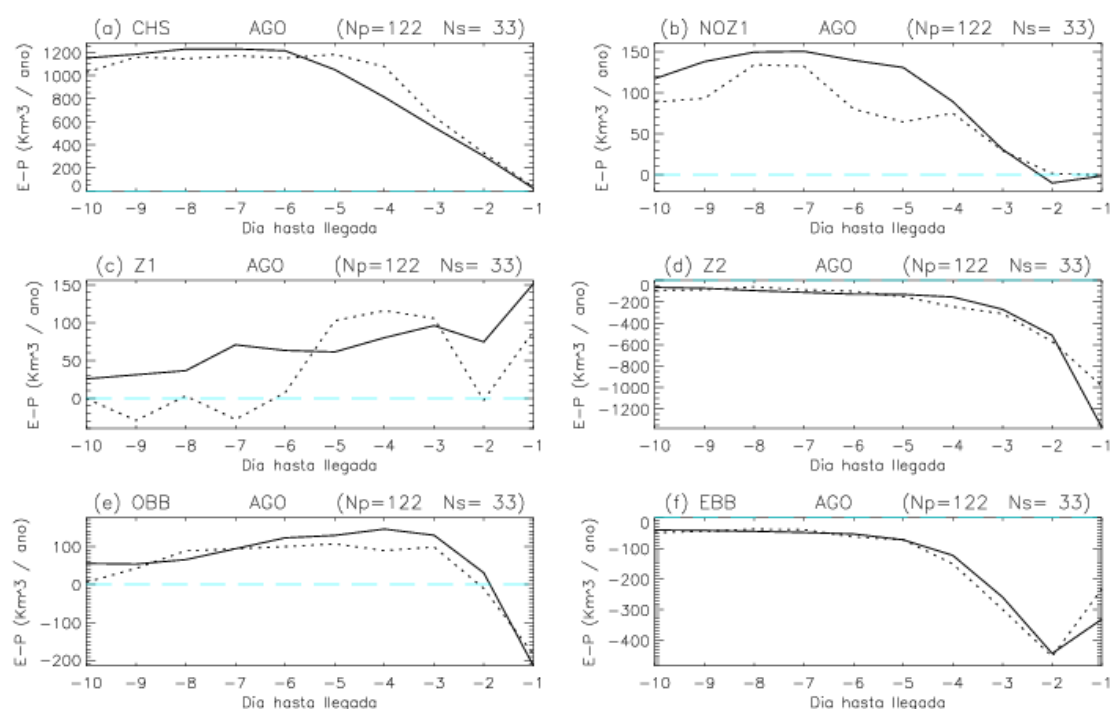 (a) CHS AGO (Np=122 Ns= 33)
E-P (Km^3 / ano)
1200
1000
800
600
400
200
0
-10 -9 -8 -7 -6 -5 -4 -3 -2 -1
Dia hasta llegada
(b) NOZ1 AGO (Np=122 Ns= 33)
E-P (Km^3 / ano)
150
100
50
0
-10 -9 -8 -7 -6 -5 -4 -3 -2 -1
Dia hasta llegada
(c) Z1 AGO (Np=122 Ns= 33)
E-P (Km^3 / ano)
150
100
50
0
-10 -9 -8 -7 -6 -5 -4 -3 -2 -1
Dia hasta llegada
(d) Z2 AGO (Np=122 Ns= 33)
E-P (Km^3 / ano)
0
-200
-400
-600
-800
-1000
-1200
-10 -9 -8 -7 -6 -5 -4 -3 -2 -1
Dia hasta llegada
(e) OBB AGO (Np=122 Ns= 33)
E-P (Km^3 / ano)
100
0
-100
-200
-10 -9 -8 -7 -6 -5 -4 -3 -2 -1
Dia hasta llegada
(f) EBB AGO (Np=122 Ns= 33)
E-P (Km^3 / ano)
0
-100
-200
-300
-400
-10 -9 -8 -7 -6 -5 -4 -3 -2 -1
Dia hasta llegada